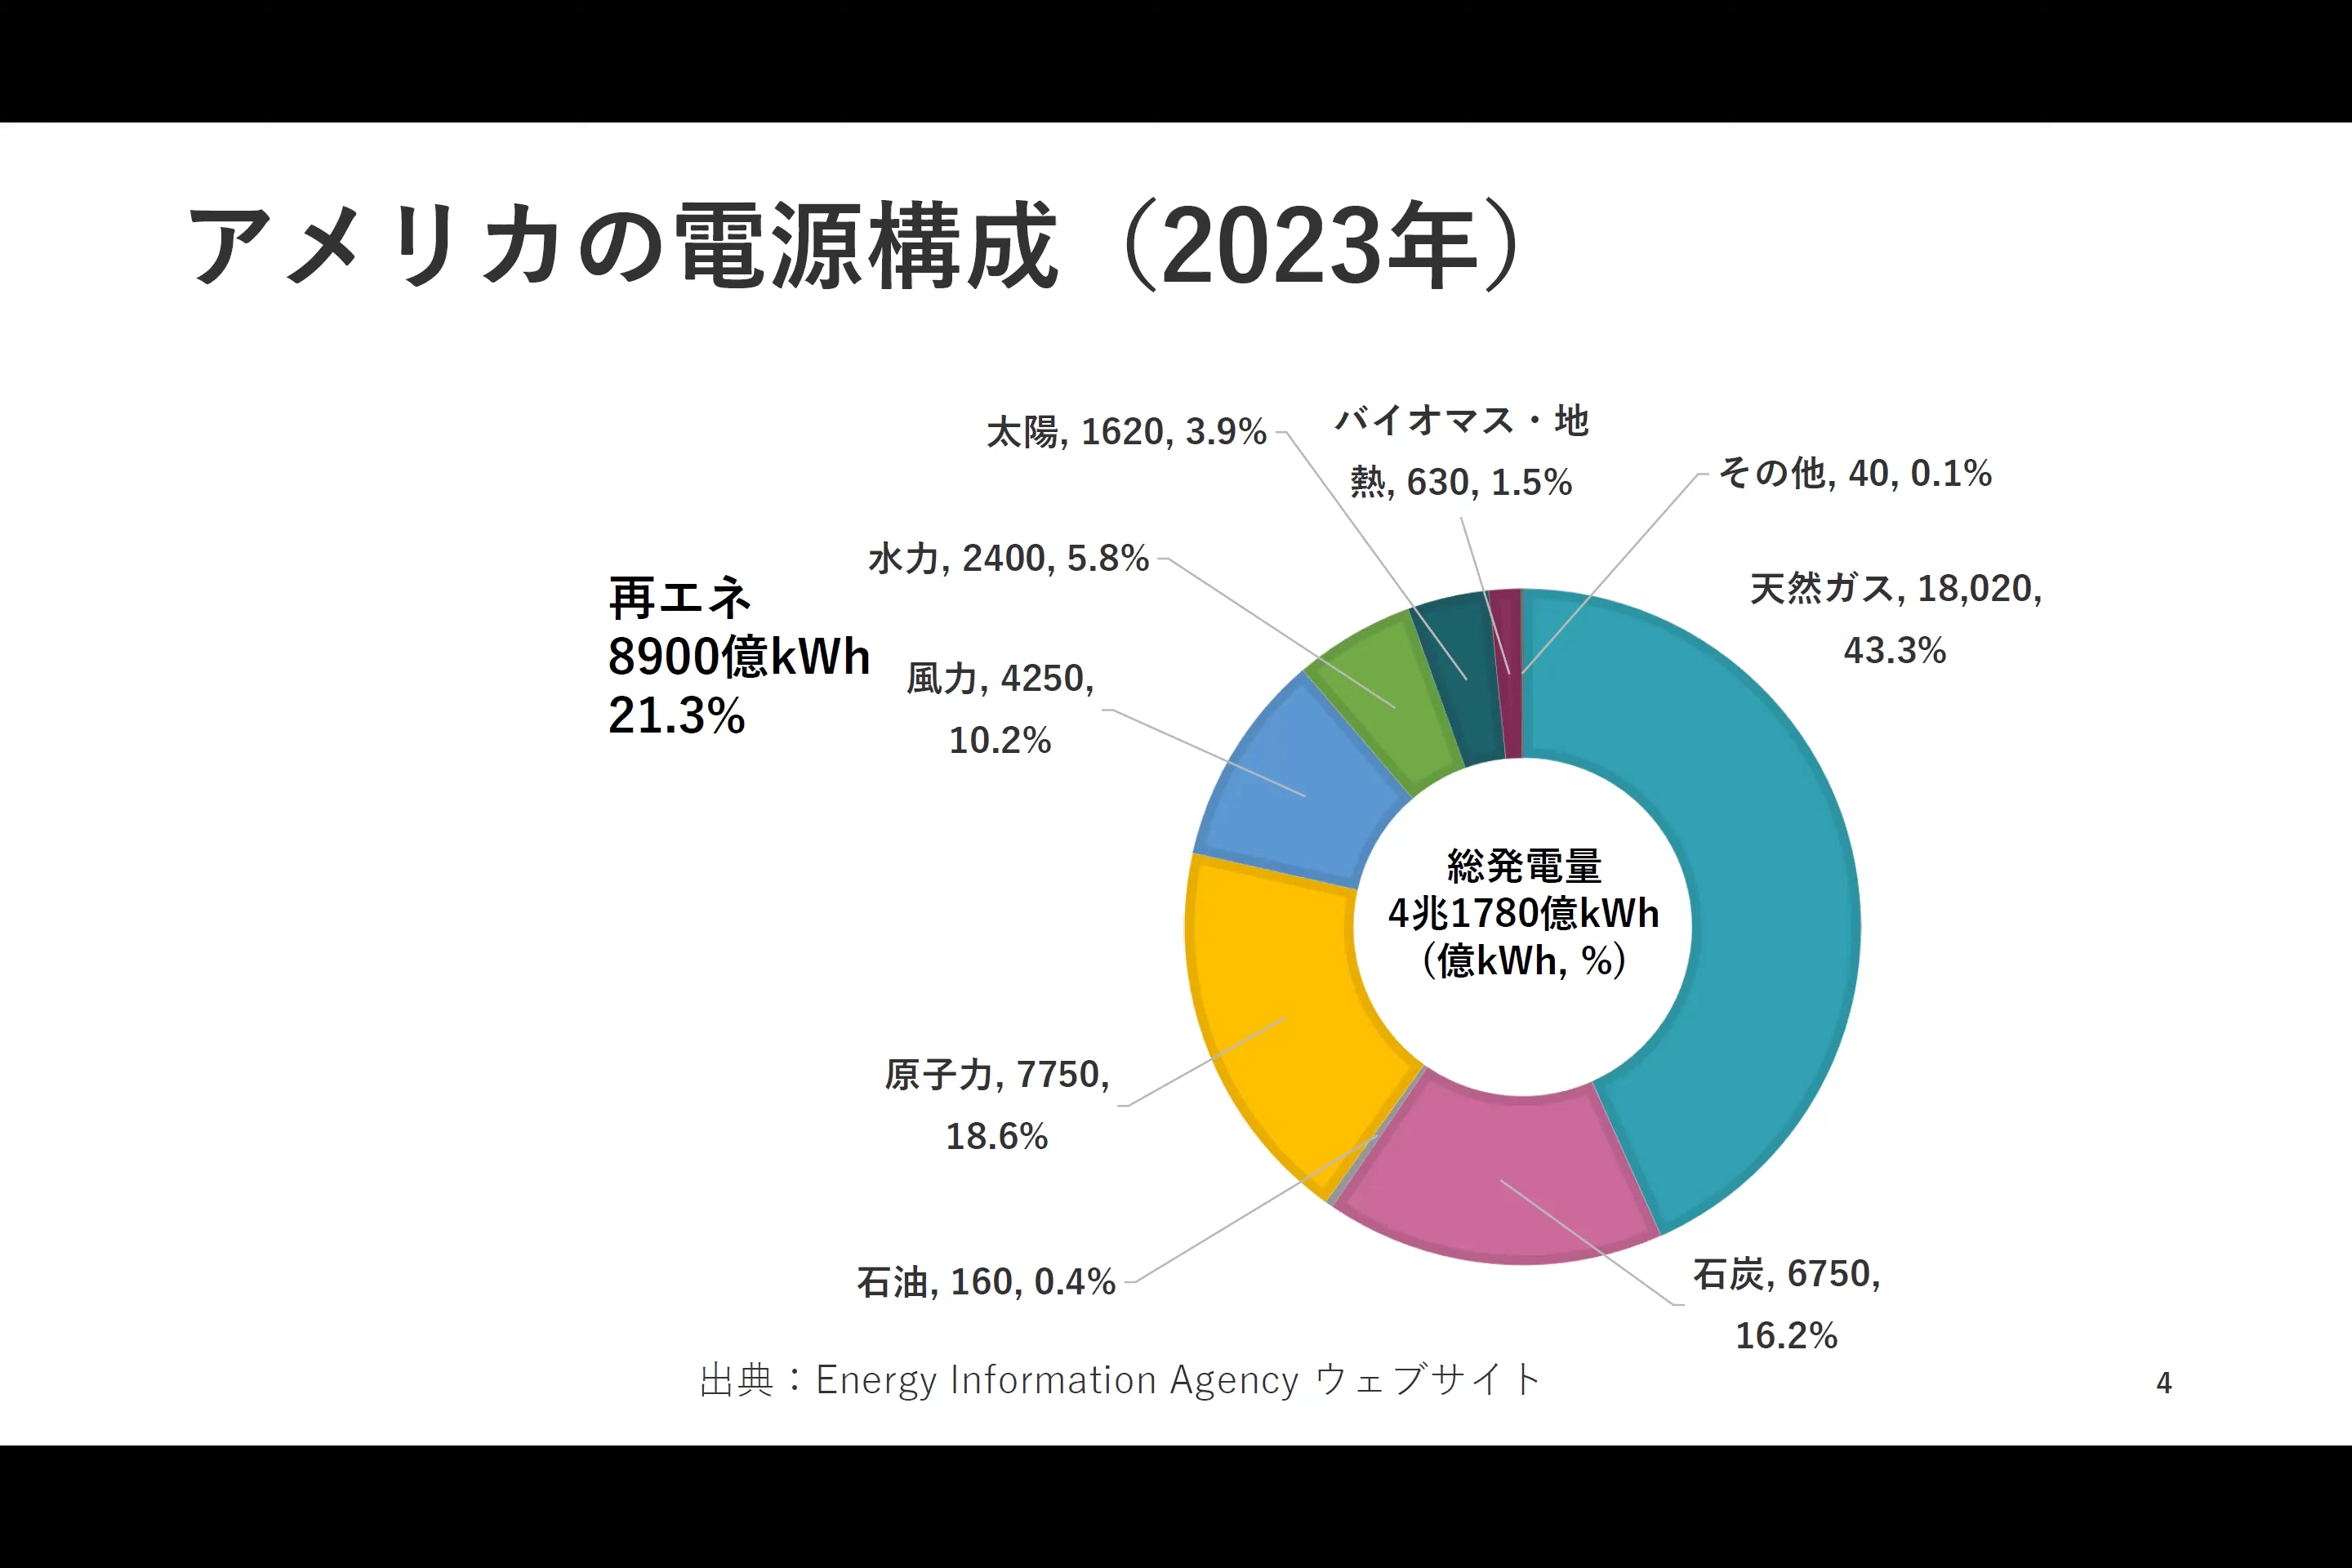 アメリカの電源構成（2023年）
太陽, 1620, 3.9%
バイオマス・地
熱, 630, 1.5%
その他, 40, 0.1%
水力, 2400, 5.8%
天然ガス, 18,020,
43.3%
再エネ
8900億kWh
21.3%
風力, 4250,
10.2%
総発電量
4兆1780億kWh
（億kWh, %）
原子力, 7750,
18.6%
石油, 160, 0.4%
石炭, 6750,
16.2%
出典：Energy Information Agency ウェブサイト
4